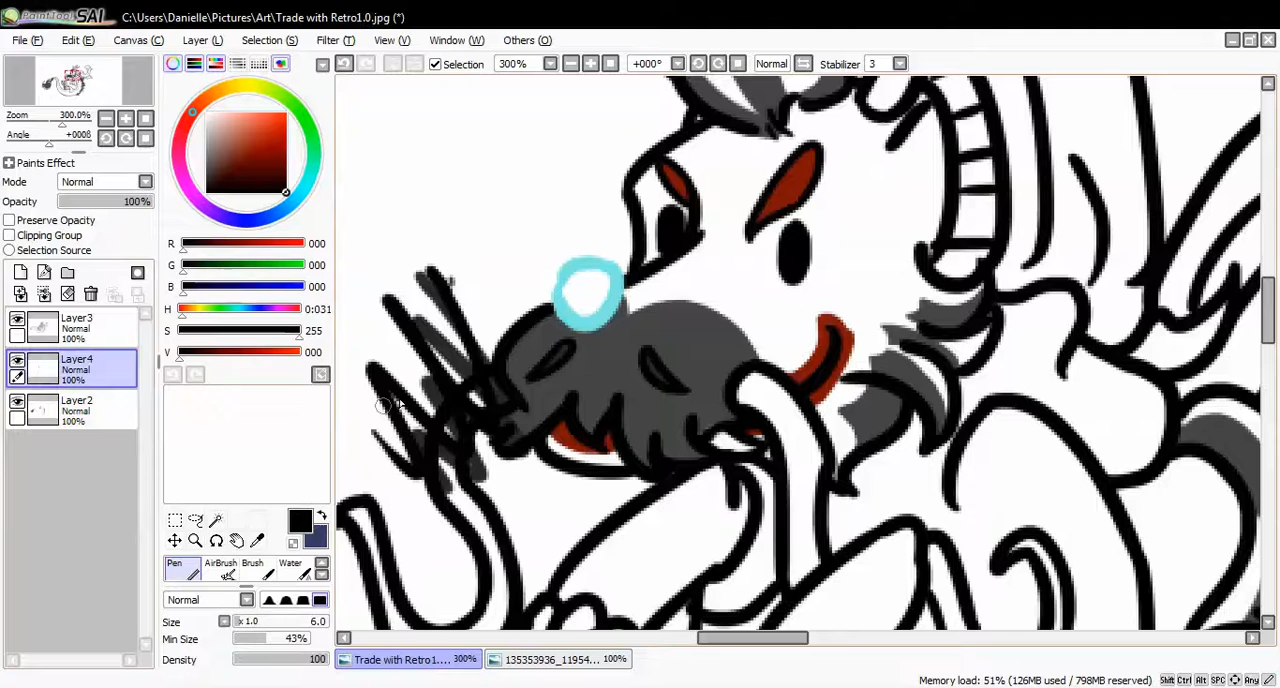 PaintTool SAI C:\Users\Danielle\Pictures\Art\Trade with Retro1.0.jpg (*)
File (F) Edit (E) Canvas (C) Layer (L) Selection (S) Filter (T) View (V) Window (W) Others (O)
Selection 300% +000° Normal Stabilizer 3
Zoom 300.0%
Angle +000ß
Paints Effect
Mode Normal
Opacity 100%
Preserve Opacity
Clipping Group
Selection Source
Layer3
Normal
100%
Layer4
Normal
100%
Layer2
Normal
100%
R 000
G 000
B 000
H 0:031
S 255
V 000
Pen AirBrush Brush Water
Normal
Size x 1.0 6.0
Min Size 43%
Density 100
Trade with Retro1.... 300% 135353936_11954... 100%
Memory load: 51% (126MB used / 798MB reserved) Shift Ctrl Alt SPC Any